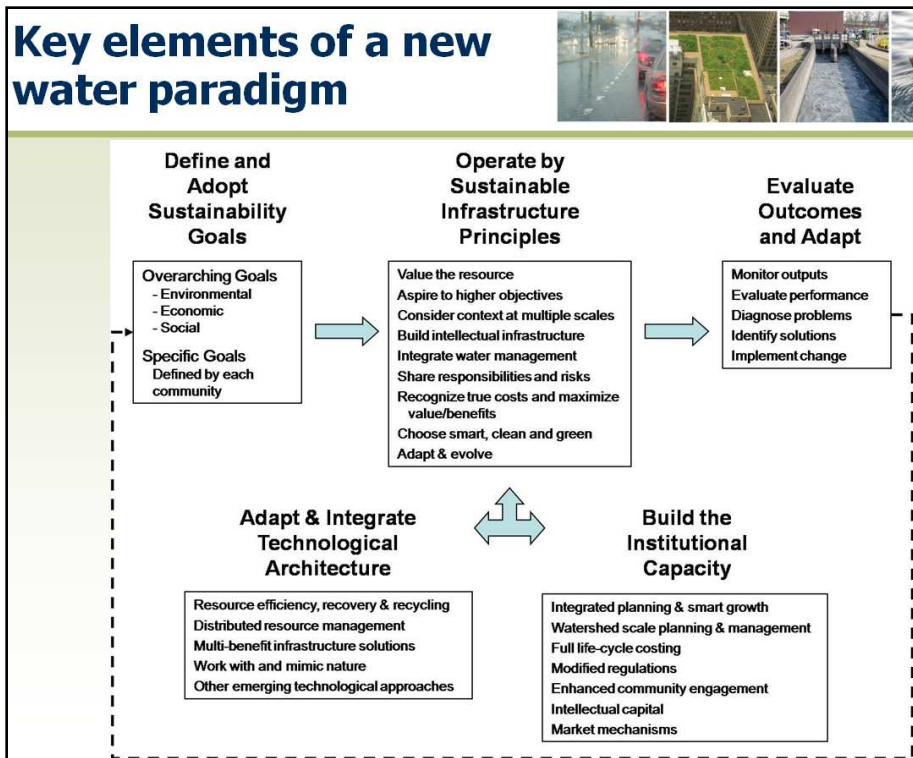 Key elements of a new
water paradigm
Define and
Adopt
Sustainability
Goals
Overarching Goals
- Environmental
- Economic
- Social
Specific Goals
Defined by each
community
Operate by
Sustainable
Infrastructure
Principles
Value the resource
Aspire to higher objectives
Consider context at multiple scales
Build intellectual infrastructure
Integrate water management
Share responsibilities and risks
Recognize true costs and maximize
value/benefits
Choose smart, clean and green
Adapt & evolve
Evaluate
Outcomes
and Adapt
Monitor outputs
Evaluate performance
Diagnose problems
Identify solutions
Implement change
Adapt & Integrate
Technological
Architecture
Resource efficiency, recovery & recycling
Distributed resource management
Multi-benefit infrastructure solutions
Work with and mimic nature
Other emerging technological approaches
Build the
Institutional
Capacity
Integrated planning & smart growth
Watershed scale planning & management
Full life-cycle costing
Modified regulations
Enhanced community engagement
Intellectual capital
Market mechanisms